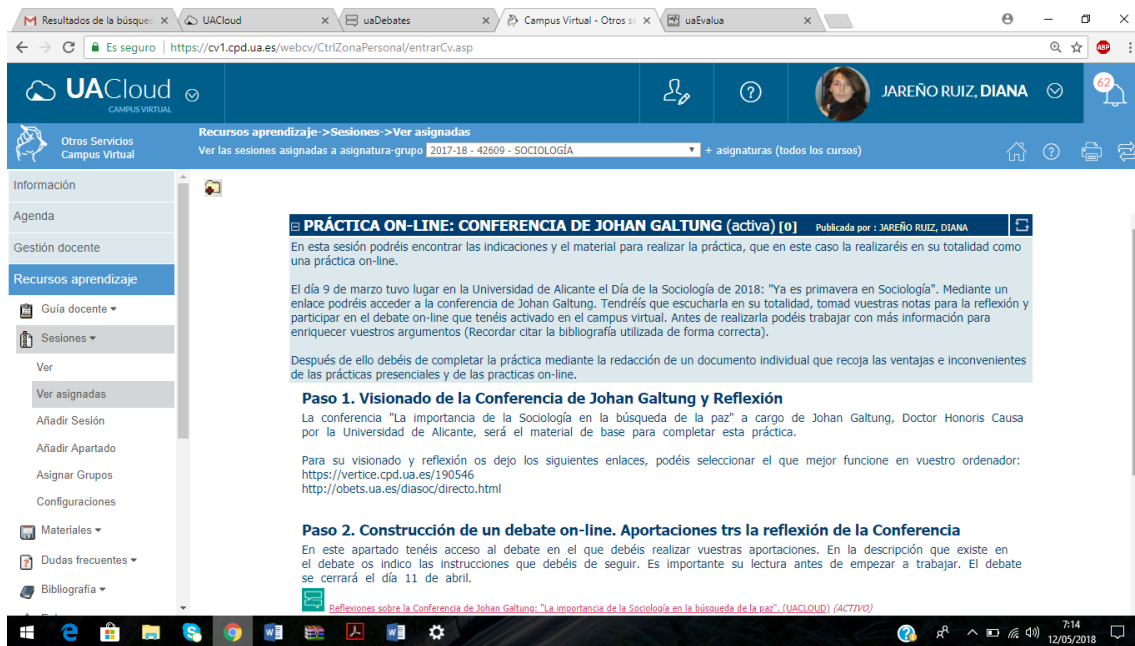 Resultados de la búsquec
UACloud
uaDebates
Campus Virtual - Otros se
uaEvalua
Es seguro
https://cv1.cpd.ua.es/webcv/CtrlZonaPersonal/entrarCv.asp
ABP
UACloud
CAMPUS VIRTUAL
JAREÑO RUIZ, DIANA
62
Otros Servicios
Campus Virtual
Recursos aprendizaje->Sesiones->Ver asignadas
Ver las sesiones asignadas a asignatura-grupo 2017-18 - 42609 - SOCIOLOGÍA + asignaturas (todos los cursos)
Información
Agenda
Gestión docente
Recursos aprendizaje
Guía docente
Sesiones
Ver
Ver asignadas
Añadir Sesión
Añadir Apartado
Asignar Grupos
Configuraciones
Materiales
Dudas frecuentes
Bibliografía
PRÁCTICA ON-LINE: CONFERENCIA DE JOHAN GALTUNG (activa) [0] Publicada por : JAREÑO RUIZ, DIANA
En esta sesión podréis encontrar las indicaciones y el material para realizar la práctica, que en este caso la realizaréis en su totalidad como
una práctica on-line.
El día 9 de marzo tuvo lugar en la Universidad de Alicante el Día de la Sociología de 2018: "Ya es primavera en Sociología". Mediante un
enlace podréis acceder a la conferencia de Johan Galtung. Tendréis que escucharla en su totalidad, tomad vuestras notas para la reflexión y
participar en el debate on-line que tenéis activado en el campus virtual. Antes de realizarla podéis trabajar con más información para
enriquecer vuestros argumentos (Recordar citar la bibliografía utilizada de forma correcta).
Después de ello debéis de completar la práctica mediante la redacción de un documento individual que recoja las ventajas e inconvenientes
de las prácticas presenciales y de las practicas on-line.
Paso 1. Visionado de la Conferencia de Johan Galtung y Reflexión
La conferencia "La importancia de la Sociología en la búsqueda de la paz" a cargo de Johan Galtung, Doctor Honoris Causa
por la Universidad de Alicante, será el material de base para completar esta práctica.
Para su visionado y reflexión os dejo los siguientes enlaces, podéis seleccionar el que mejor funcione en vuestro ordenador:
https://vertice.cpd.ua.es/190546
http://obets.ua.es/diasoc/directo.html
Paso 2. Construcción de un debate on-line. Aportaciones trs la reflexión de la Conferencia
En este apartado tenéis acceso al debate en el que debéis realizar vuestras aportaciones. En la descripción que existe en
el debate os indico las instrucciones que debéis de seguir. Es importante su lectura antes de empezar a trabajar. El debate
se cerrará el día 11 de abril.
Reflexiones sobre la Conferencia de Johan Galtung: "La importancia de la Sociología en la búsqueda de la paz". (UACLOUD) (ACTIVO)
7:14
12/05/2018